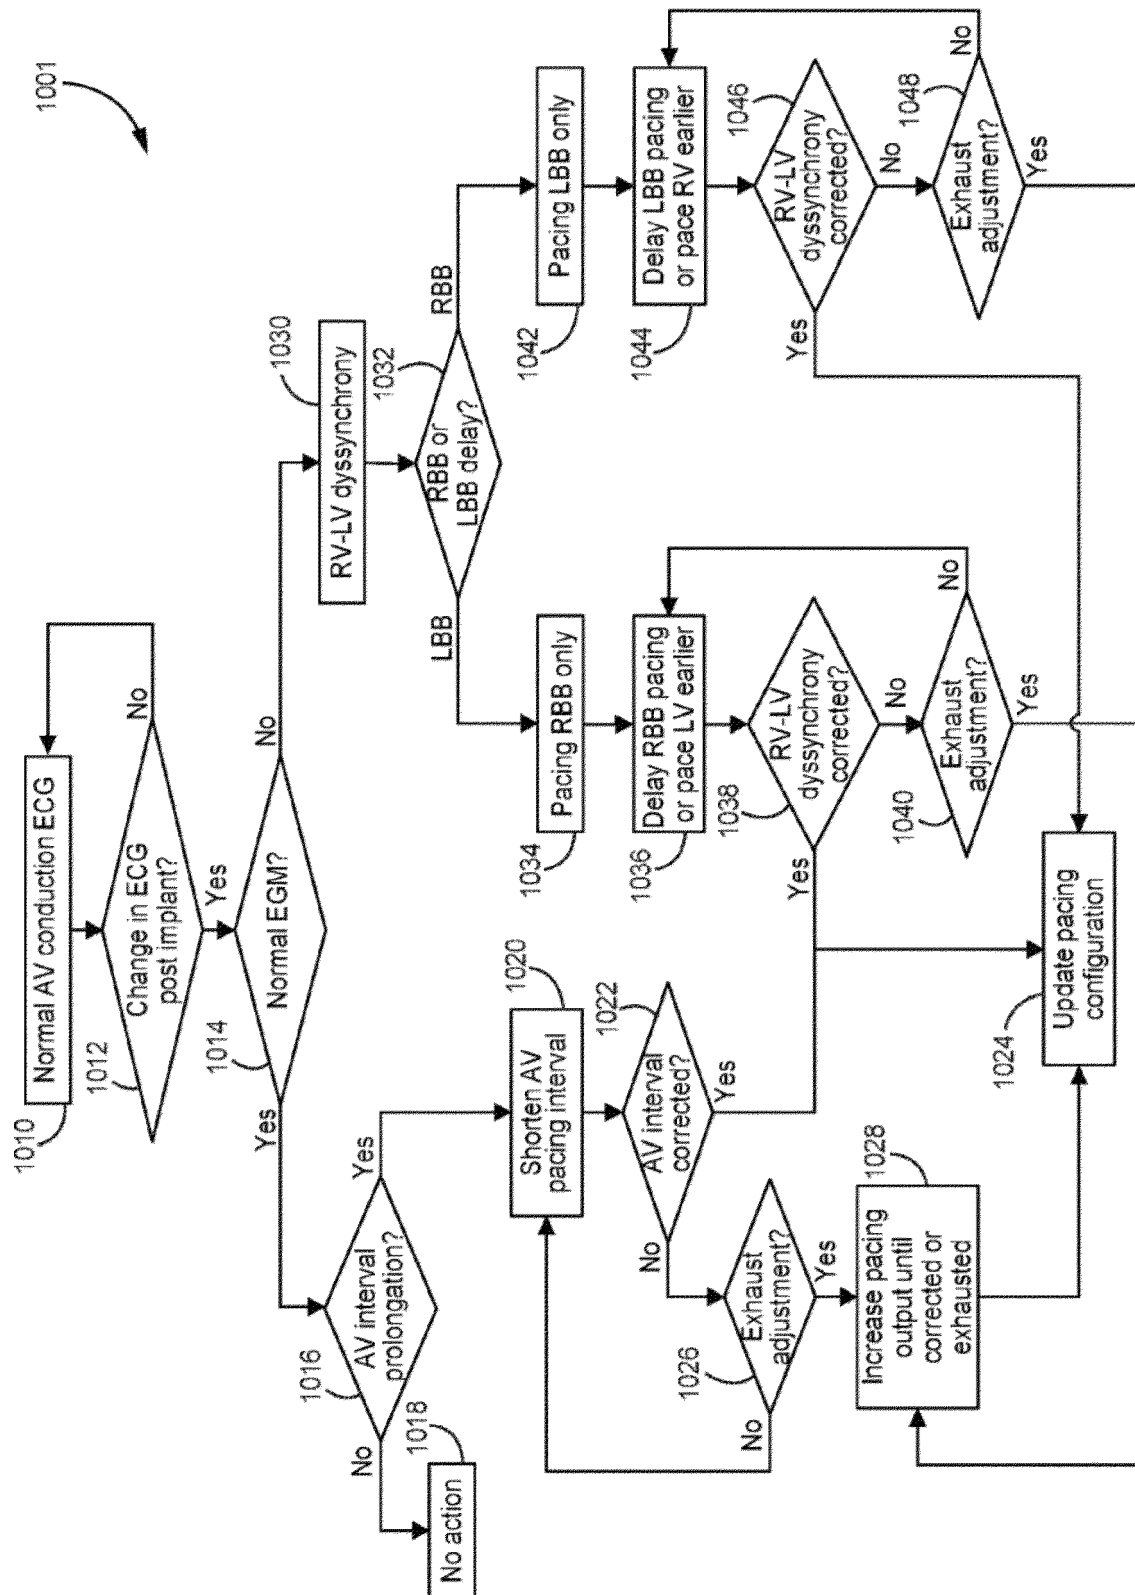 1001
1010
Normal AV conduction ECG
1012
Change in ECG
post implant?
No
Yes
1014
Normal EGM?
Yes
No
1016
AV interval
prolongation?
No
Yes
1018
No action
1020
Shorten AV
pacing interval
1022
AV interval
corrected?
No
Yes
1026
Exhaust
adjustment?
No
Yes
1028
Increase pacing
output until
corrected or
exhausted
1024
Update pacing
configuration
1030
RV-LV dyssynchrony
1032
RBB or
LBB delay?
LBB
RBB
1034
Pacing RBB only
1036
Delay RBB pacing
or pace LV earlier
1038
RV-LV
dyssynchrony
corrected?
Yes
No
1040
Exhaust
adjustment?
No
Yes
1042
Pacing LBB only
1044
Delay LBB pacing
or pace RV earlier
1046
RV-LV
dyssynchrony
corrected?
Yes
No
1048
Exhaust
adjustment?
No
Yes